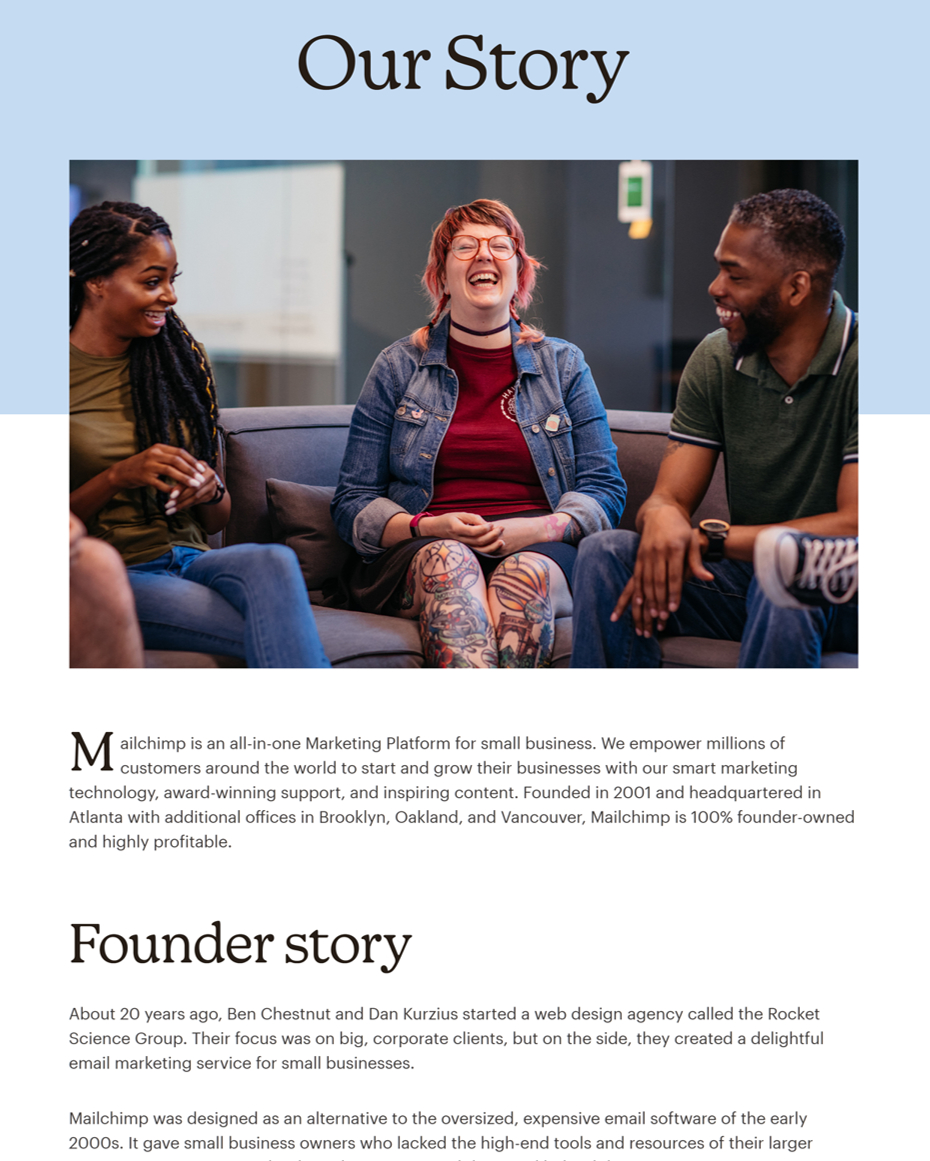 Our Story
Mailchimp is an all-in-one Marketing Platform for small business. We empower millions of
customers around the world to start and grow their businesses with our smart marketing
technology, award-winning support, and inspiring content. Founded in 2001 and headquartered in
Atlanta with additional offices in Brooklyn, Oakland, and Vancouver, Mailchimp is 100% founder-owned
and highly profitable.
Founder story
About 20 years ago, Ben Chestnut and Dan Kurzius started a web design agency called the Rocket
Science Group. Their focus was on big, corporate clients, but on the side, they created a delightful
email marketing service for small businesses.
Mailchimp was designed as an alternative to the oversized, expensive email software of the early
2000s. It gave small business owners who lacked the high-end tools and resources of their larger